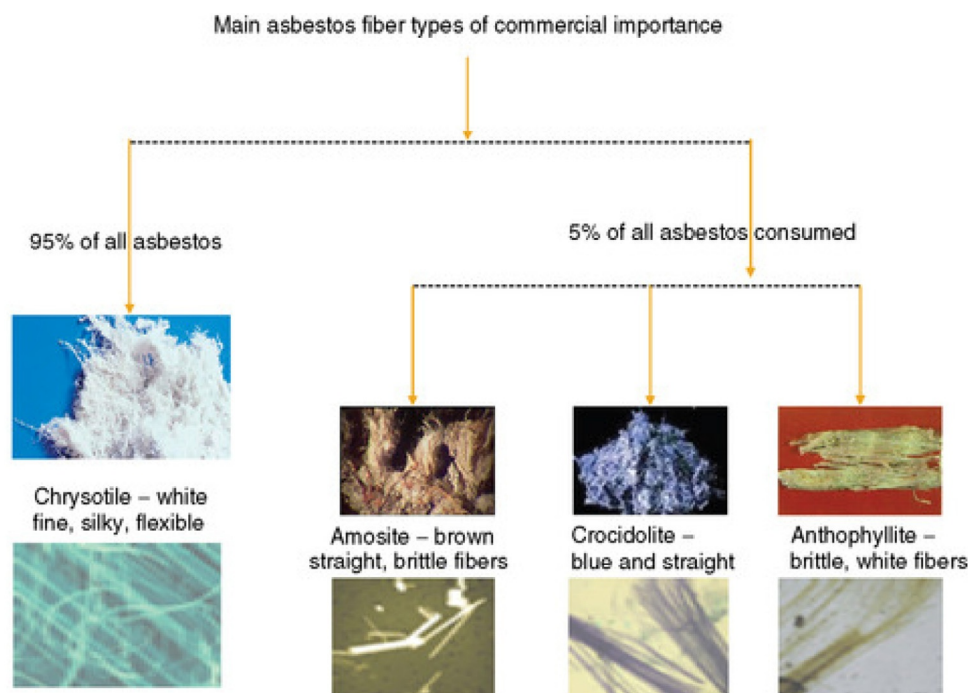 Main asbestos fiber types of commercial importance
95% of all asbestos
5% of all asbestos consumed
Chrysotile – white
fine, silky, flexible
Amosite – brown
straight, brittle fibers
Crocidolite –
blue and straight
Anthophyllite –
brittle, white fibers